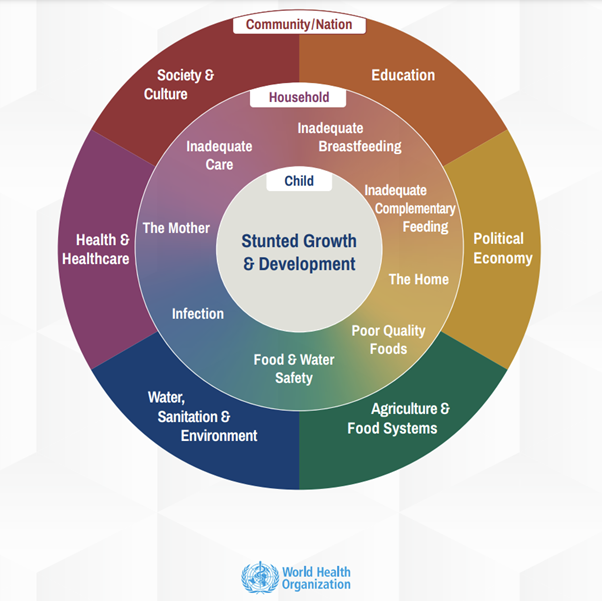 Community/Nation
Society &
Culture
Education
Household
Inadequate
Care
Inadequate
Breastfeeding
Child
Inadequate
Complementary
Feeding
The Mother
Health &
Healthcare
Stunted Growth
& Development
Political
Economy
The Home
Infection
Poor Quality
Foods
Food & Water
Safety
Water,
Sanitation &
Environment
Agriculture &
Food Systems
World Health
Organization